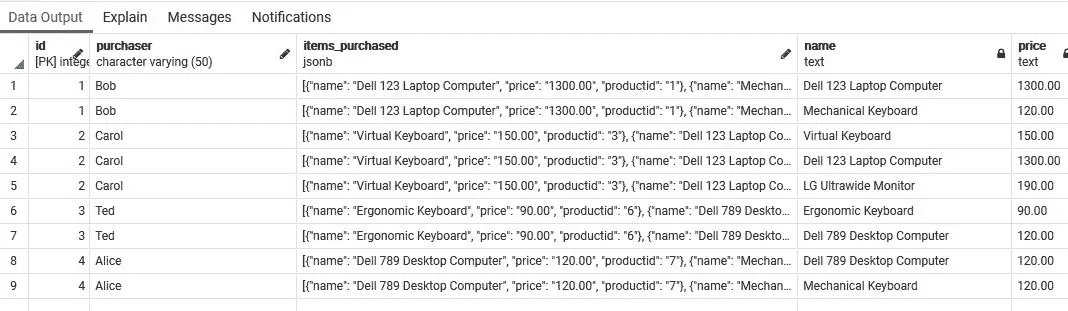 Data Output Explain Messages Notifications
id purchaser items_purchased name price
[PK] intege character varying (50) jsonb text text
1 1 Bob [{"name": "Dell 123 Laptop Computer", "price": "1300.00", "productid": "1"}, {"name": "Mechan... Dell 123 Laptop Computer 1300.00
2 1 Bob [{"name": "Dell 123 Laptop Computer", "price": "1300.00", "productid": "1"}, {"name": "Mechan... Mechanical Keyboard 120.00
3 2 Carol [{"name": "Virtual Keyboard", "price": "150.00", "productid": "3"}, {"name": "Dell 123 Laptop Co... Virtual Keyboard 150.00
4 2 Carol [{"name": "Virtual Keyboard", "price": "150.00", "productid": "3"}, {"name": "Dell 123 Laptop Co... Dell 123 Laptop Computer 1300.00
5 2 Carol [{"name": "Virtual Keyboard", "price": "150.00", "productid": "3"}, {"name": "Dell 123 Laptop Co... LG Ultrawide Monitor 190.00
6 3 Ted [{"name": "Ergonomic Keyboard", "price": "90.00", "productid": "6"}, {"name": "Dell 789 Deskto... Ergonomic Keyboard 90.00
7 3 Ted [{"name": "Ergonomic Keyboard", "price": "90.00", "productid": "6"}, {"name": "Dell 789 Deskto... Dell 789 Desktop Computer 120.00
8 4 Alice [{"name": "Dell 789 Desktop Computer", "price": "120.00", "productid": "7"}, {"name": "Mechan... Dell 789 Desktop Computer 120.00
9 4 Alice [{"name": "Dell 789 Desktop Computer", "price": "120.00", "productid": "7"}, {"name": "Mechan... Mechanical Keyboard 120.00